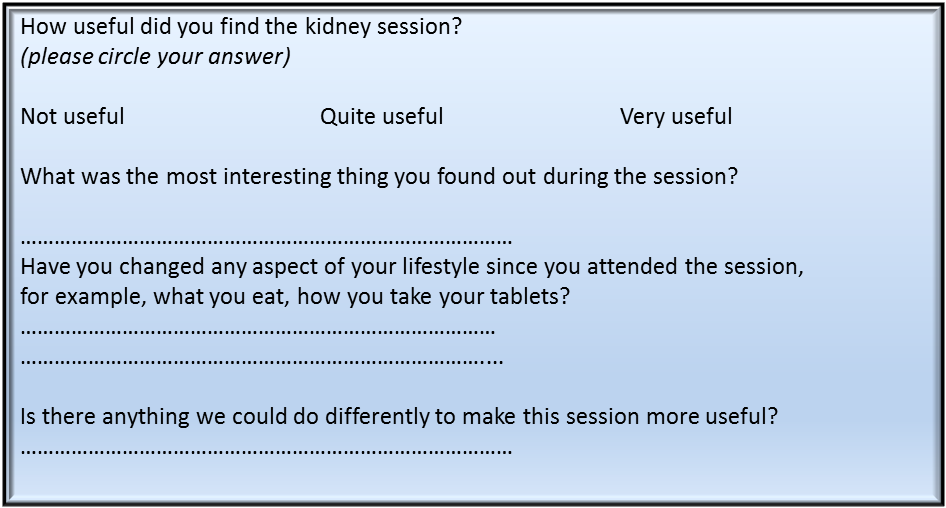 How useful did you find the kidney session?
(please circle your answer)
Not useful Quite useful Very useful
What was the most interesting thing you found out during the session?
………………………………………………………………………………
Have you changed any aspect of your lifestyle since you attended the session,
for example, what you eat, how you take your tablets?
……………………………………………………………………………
………………………………………………………………………….…
Is there anything we could do differently to make this session more useful?
………………………………………………………………………………